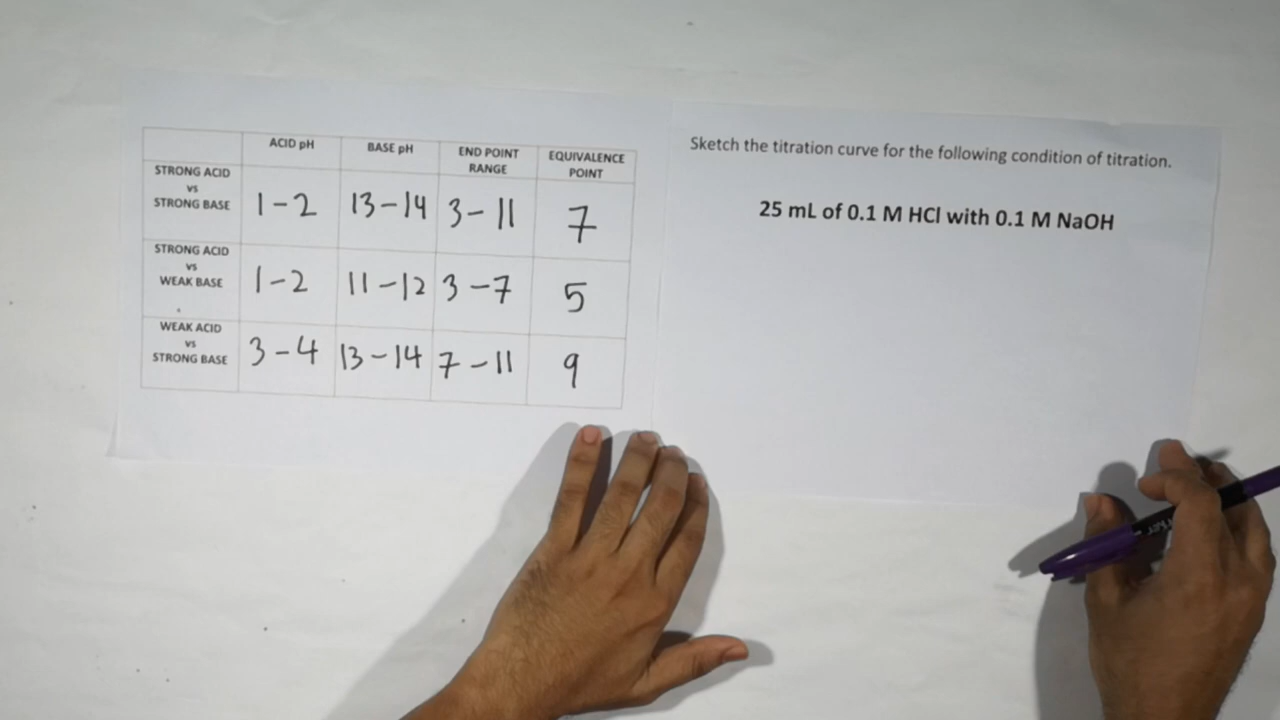 ACID pH BASE pH END POINT RANGE EQUIVALENCE POINT
STRONG ACID vs STRONG BASE 1-2 13-14 3-11 7
STRONG ACID vs WEAK BASE 1-2 11-12 3-7 5
WEAK ACID vs STRONG BASE 3-4 13-14 7-11 9
Sketch the titration curve for the following condition of titration.
25 mL of 0.1 M HCl with 0.1 M NaOH